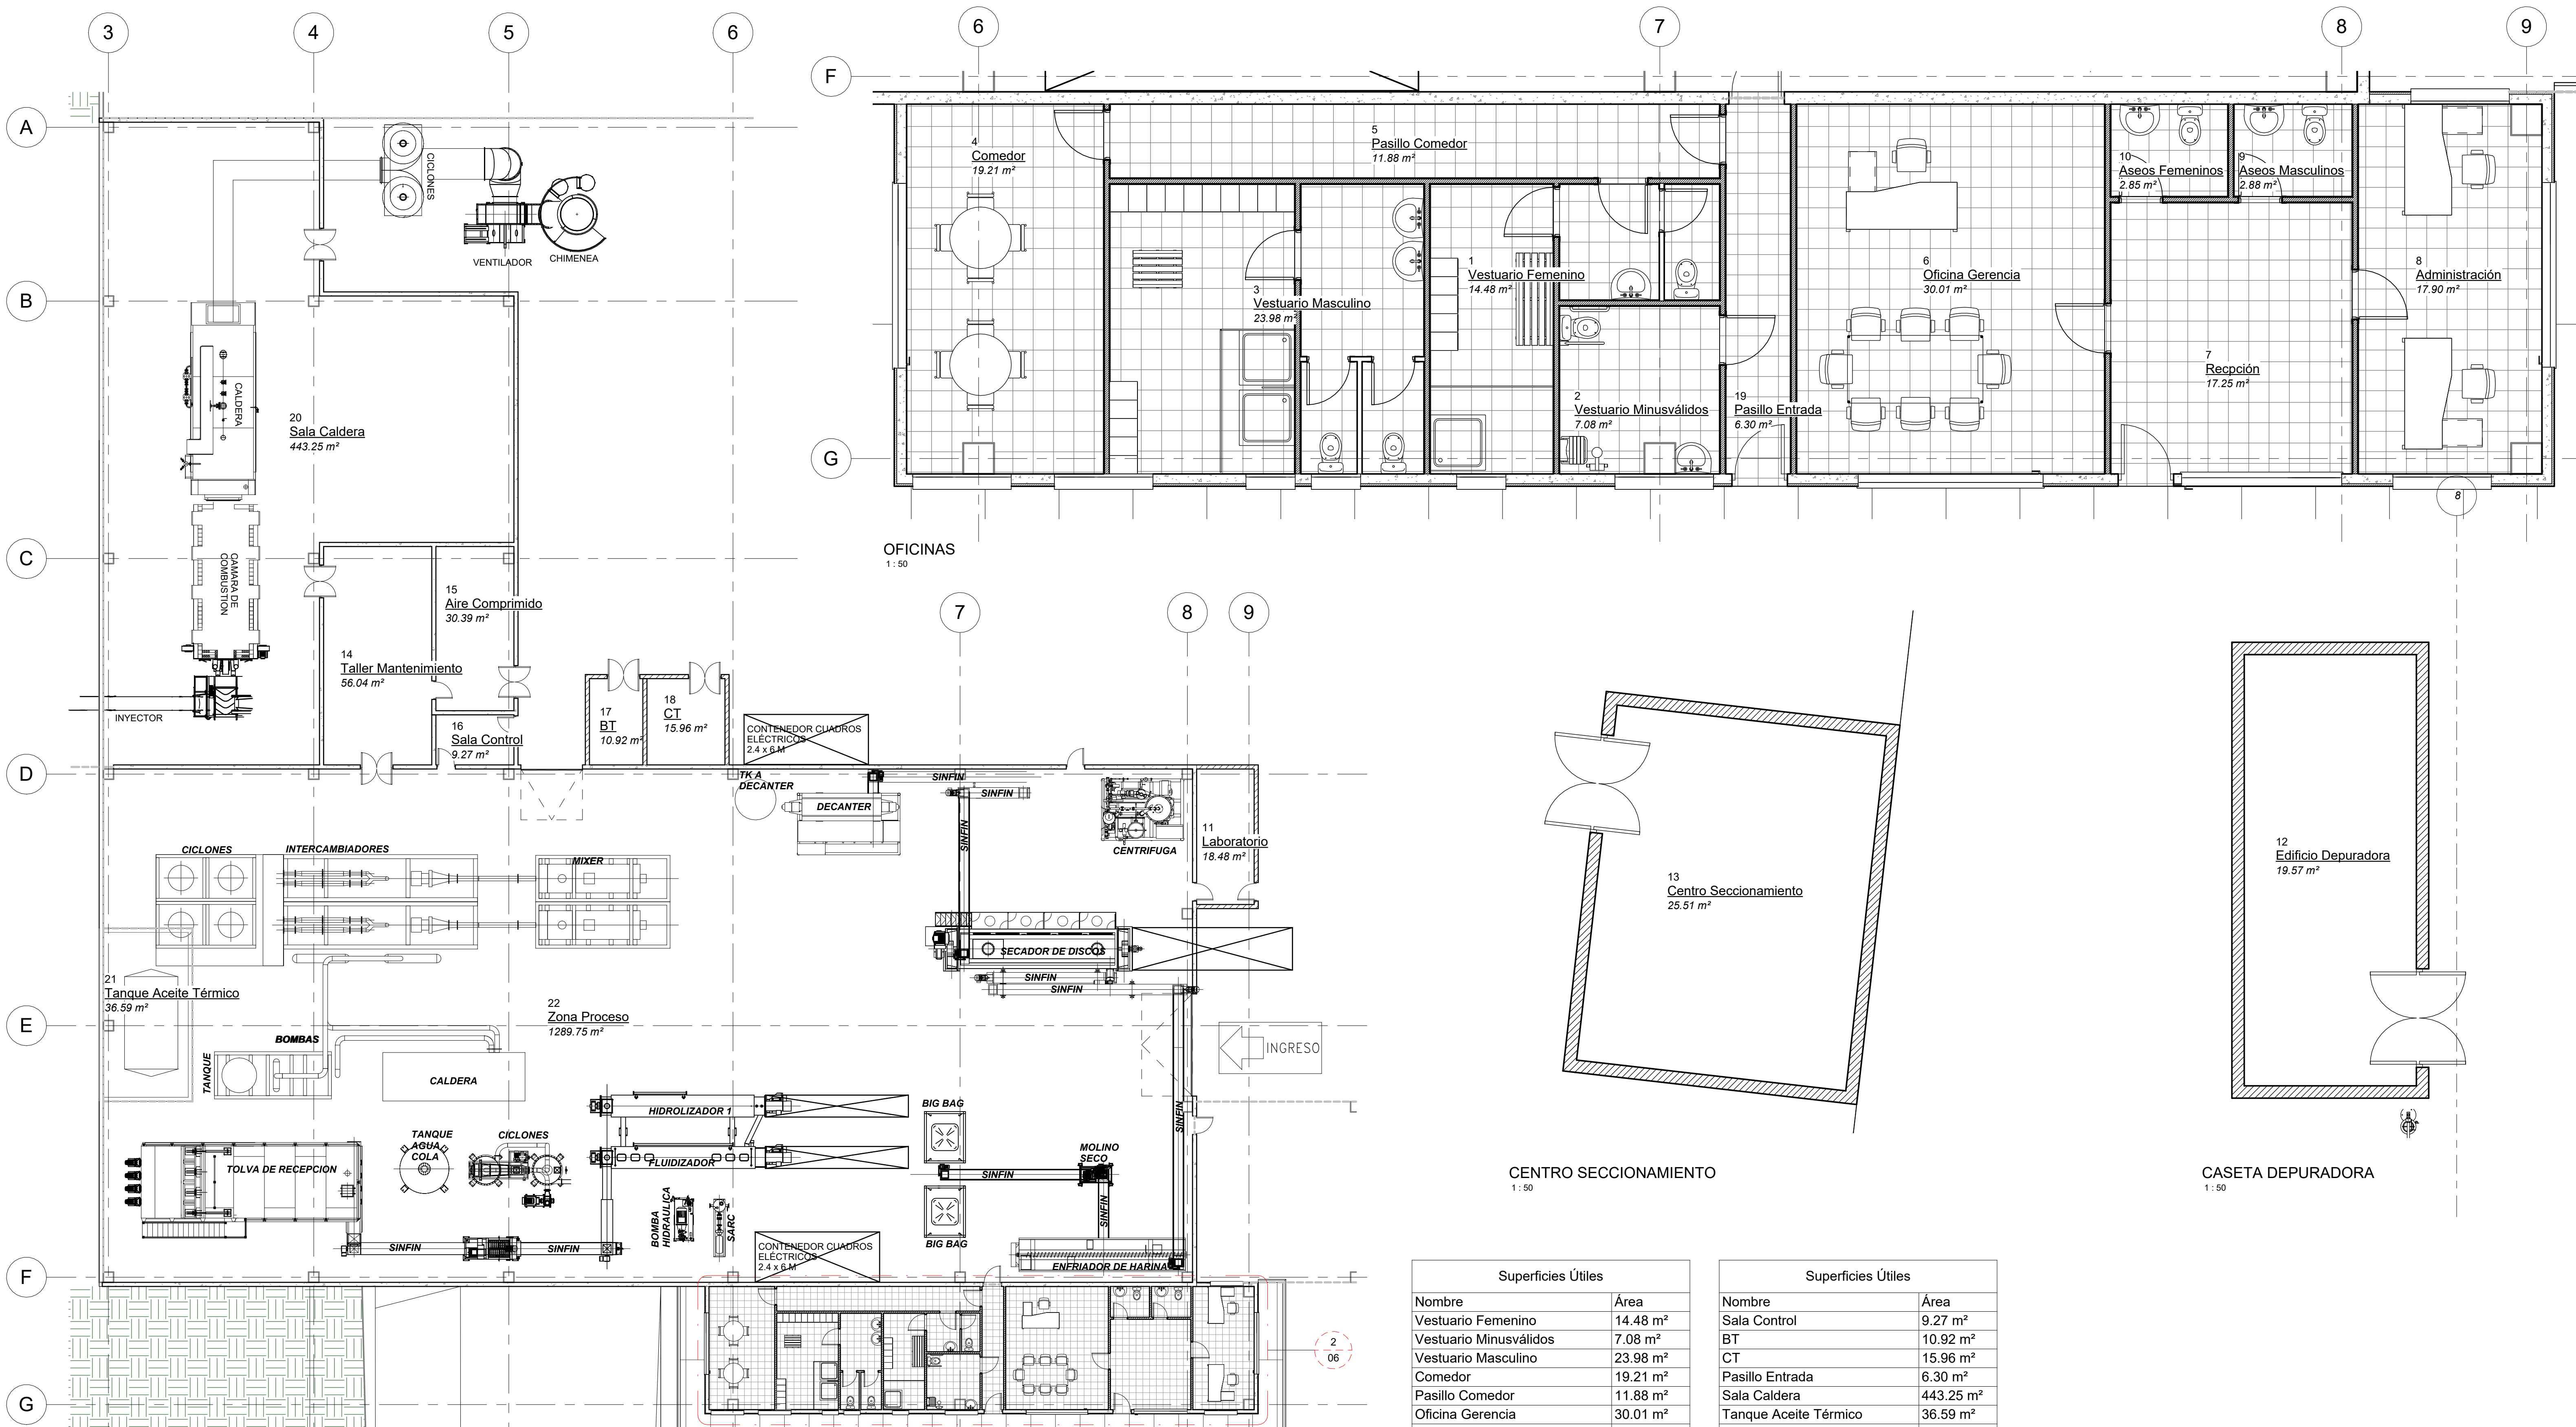 3
4
5
6
A
B
C
D
E
F
G
CICLONES
VENTILADOR
CHIMENEA
CALDERA
20
Sala Caldera
443.25 m²
CAMARA DE
COMBUSTION
INYECTOR
15
Aire Comprimido
30.39 m²
14
Taller Mantenimiento
56.04 m²
16
Sala Control
9.27 m²
17
BT
10.92 m²
18
CT
15.96 m²
CONTENEDOR CUADROS
ELÉCTRICOS
2.4 x 6 M
6
7
8
9
F
G
4
Comedor
19.21 m²
5
Pasillo Comedor
11.88 m²
3
Vestuario Masculino
23.98 m²
1
Vestuario Femenino
14.48 m²
2
Vestuario Minusválidos
7.08 m²
19
Pasillo Entrada
6.30 m²
6
Oficina Gerencia
30.01 m²
10
Aseos Femeninos
2.85 m²
9
Aseos Masculinos
2.88 m²
7
Recpción
17.25 m²
8
Administración
17.90 m²
8
OFICINAS
1 : 50
7
8
9
TK A
DECANTER
DECANTER
SINFIN
SINFIN
SINFIN
CENTRIFUGA
11
Laboratorio
18.48 m²
CICLONES
INTERCAMBIADORES
MIXER
SECADOR DE DISCOS
SINFIN
SINFIN
21
Tanque Aceite Térmico
36.59 m²
22
Zona Proceso
1289.75 m²
INGRESO
BOMBAS
TANQUE
CALDERA
HIDROLIZADOR 1
FLUIDIZADOR
BIG BAG
SINFIN
TOLVA DE RECEPCION
TANQUE
AGUA
COLA
CICLONES
MOLINO
SECO
SINFIN
SINFIN
BOMBA
HIDRAULICA
SARC
BIG BAG
SINFIN
SINFIN
CONTENEDOR CUADROS
ELÉCTRICOS
2.4 x 6 M
ENFRIADOR DE HARINA
2
06
13
Centro Seccionamiento
25.51 m²
CENTRO SECCIONAMIENTO
1 : 50
12
Edificio Depuradora
19.57 m²
CASETA DEPURADORA
1 : 50
Superficies Útiles
Nombre Área
Vestuario Femenino 14.48 m²
Vestuario Minusválidos 7.08 m²
Vestuario Masculino 23.98 m²
Comedor 19.21 m²
Pasillo Comedor 11.88 m²
Oficina Gerencia 30.01 m²
Superficies Útiles
Nombre Área
Sala Control 9.27 m²
BT 10.92 m²
CT 15.96 m²
Pasillo Entrada 6.30 m²
Sala Caldera 443.25 m²
Tanque Aceite Térmico 36.59 m²